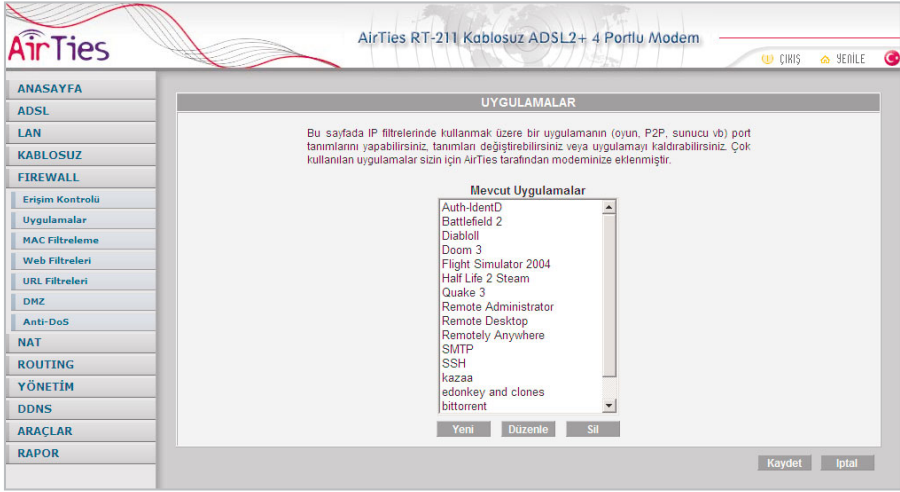 AirTies
AirTies RT-211 Kablosuz ADSL2+ 4 Portlu Modem
ÇIKIŞ
YENİLE
ANASAYFA
ADSL
LAN
KABLOSUZ
FIREWALL
Erişim Kontrolü
Uygulamalar
MAC Filtreleme
Web Filtreleri
URL Filtreleri
DMZ
Anti-DoS
NAT
ROUTING
YÖNETİM
DDNS
ARAÇLAR
RAPOR
UYGULAMALAR
Bu sayfada IP filtrelerinde kullanmak üzere bir uygulamanın (oyun, P2P, sunucu vb) port
tanımlarını yapabilirsiniz, tanımları değiştirebilirsiniz veya uygulamayı kaldırabilirsiniz. Çok
kullanılan uygulamalar sizin için AirTies tarafından modeminize eklenmiştir.
Mevcut Uygulamalar
Auth-IdentD
Battlefield 2
DiabloII
Doom 3
Flight Simulator 2004
Half Life 2 Steam
Quake 3
Remote Administrator
Remote Desktop
Remotely Anywhere
SMTP
SSH
kazaa
edonkey and clones
bittorrent
Yeni
Düzenle
Sil
Kaydet
Iptal